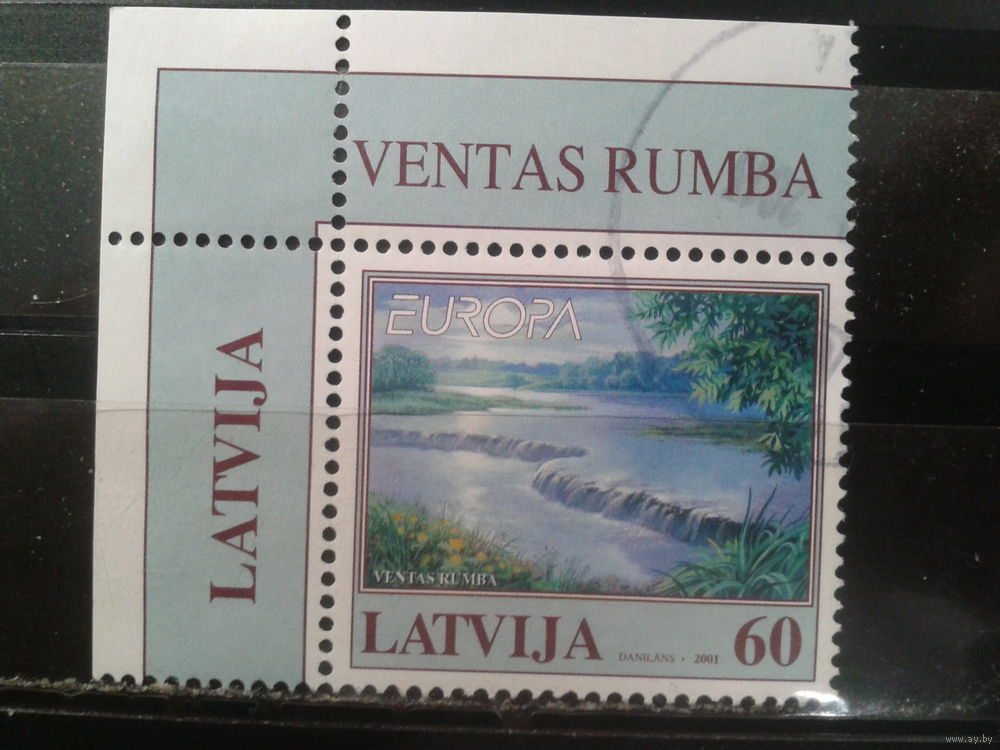 VENTAS RUMBA
LATVIJA
EUROPA
VENTAS RUMBA
LATVIJA 60
DANILĀNS • 2001
www.ay.by